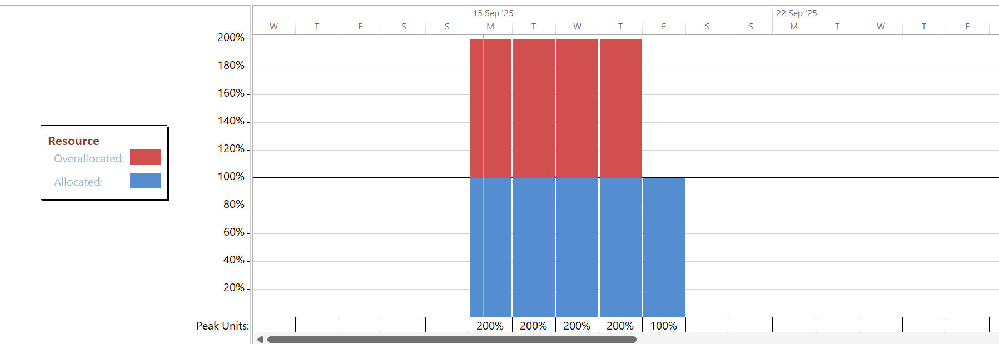 15 Sep '25 22 Sep '25
W T F S S M T W T F S S M T W T F
200%
180%
160%
140%
120%
100%
80%
60%
40%
20%
Resource
Overallocated:
Allocated:
Peak Units: 200% 200% 200% 200% 100%